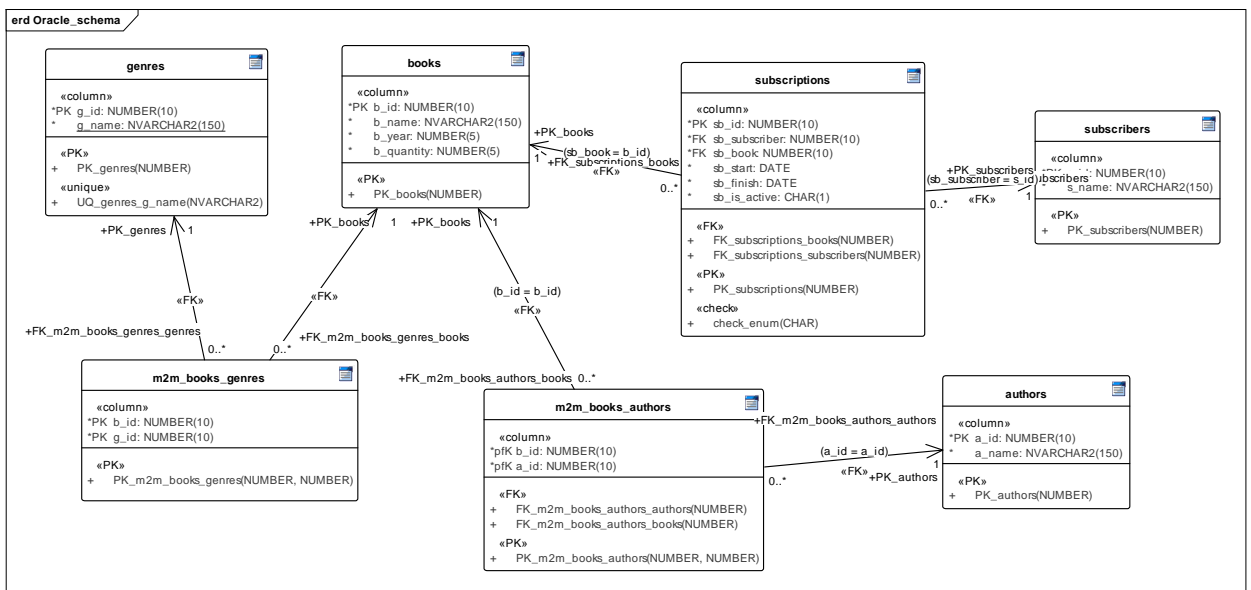 erd Oracle_schema
genres
«column»
*PK g_id: NUMBER(10)
* g_name: NVARCHAR2(150)
«PK»
+ PK_genres(NUMBER)
«unique»
+ UQ_genres_g_name(NVARCHAR2)
books
«column»
*PK b_id: NUMBER(10)
* b_name: NVARCHAR2(150)
* b_year: NUMBER(5)
* b_quantity: NUMBER(5)
«PK»
+ PK_books(NUMBER)
subscriptions
«column»
*PK sb_id: NUMBER(10)
*FK sb_subscriber: NUMBER(10)
*FK sb_book: NUMBER(10)
* sb_start: DATE
* sb_finish: DATE
* sb_is_active: CHAR(1)
«FK»
+ FK_subscriptions_books(NUMBER)
+ FK_subscriptions_subscribers(NUMBER)
«PK»
+ PK_subscriptions(NUMBER)
«check»
+ check_enum(CHAR)
subscribers
«column»
NUMBER(10)
* s_name: NVARCHAR2(150)
«PK»
+ PK_subscribers(NUMBER)
+PK_books
(sb_book = b_id)
1
+FK_subscriptions_books
«FK»
0..*
+PK_subscribers
(sb_subscriber = s_id)
0..*
«FK»
1
+PK_genres
1
«FK»
+FK_m2m_books_genres_genres
0..*
+PK_books
1
«FK»
+FK_m2m_books_genres_books
0..*
+PK_books
1
(b_id = b_id)
«FK»
+FK_m2m_books_authors_books
0..*
m2m_books_genres
«column»
*PK b_id: NUMBER(10)
*PK g_id: NUMBER(10)
«PK»
+ PK_m2m_books_genres(NUMBER, NUMBER)
m2m_books_authors
«column»
*pfK b_id: NUMBER(10)
*pfK a_id: NUMBER(10)
«FK»
+ FK_m2m_books_authors_authors(NUMBER)
+ FK_m2m_books_authors_books(NUMBER)
«PK»
+ PK_m2m_books_authors(NUMBER, NUMBER)
+FK_m2m_books_authors_authors
(a_id = a_id)
0..*
«FK»
+PK_authors
1
authors
«column»
*PK a_id: NUMBER(10)
* a_name: NVARCHAR2(150)
«PK»
+ PK_authors(NUMBER)